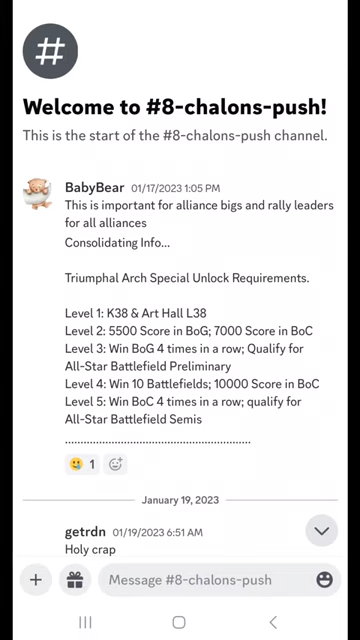 Welcome to #8-chalons-push!
This is the start of the #8-chalons-push channel.
BabyBear 01/17/2023 1:05 PM
This is important for alliance bigs and rally leaders
for all alliances
Consolidating Info...
Triumphal Arch Special Unlock Requirements.
Level 1: K38 & Art Hall L38
Level 2: 5500 Score in BoG; 7000 Score in BoC
Level 3: Win BoG 4 times in a row; Qualify for
All-Star Battlefield Preliminary
Level 4: Win 10 Battlefields; 10000 Score in BoC
Level 5: Win BoC 4 times in a row; qualify for
All-Star Battlefield Semis
............................................................
1
January 19, 2023
getrdn 01/19/2023 6:51 AM
Holy crap
Message #8-chalons-push